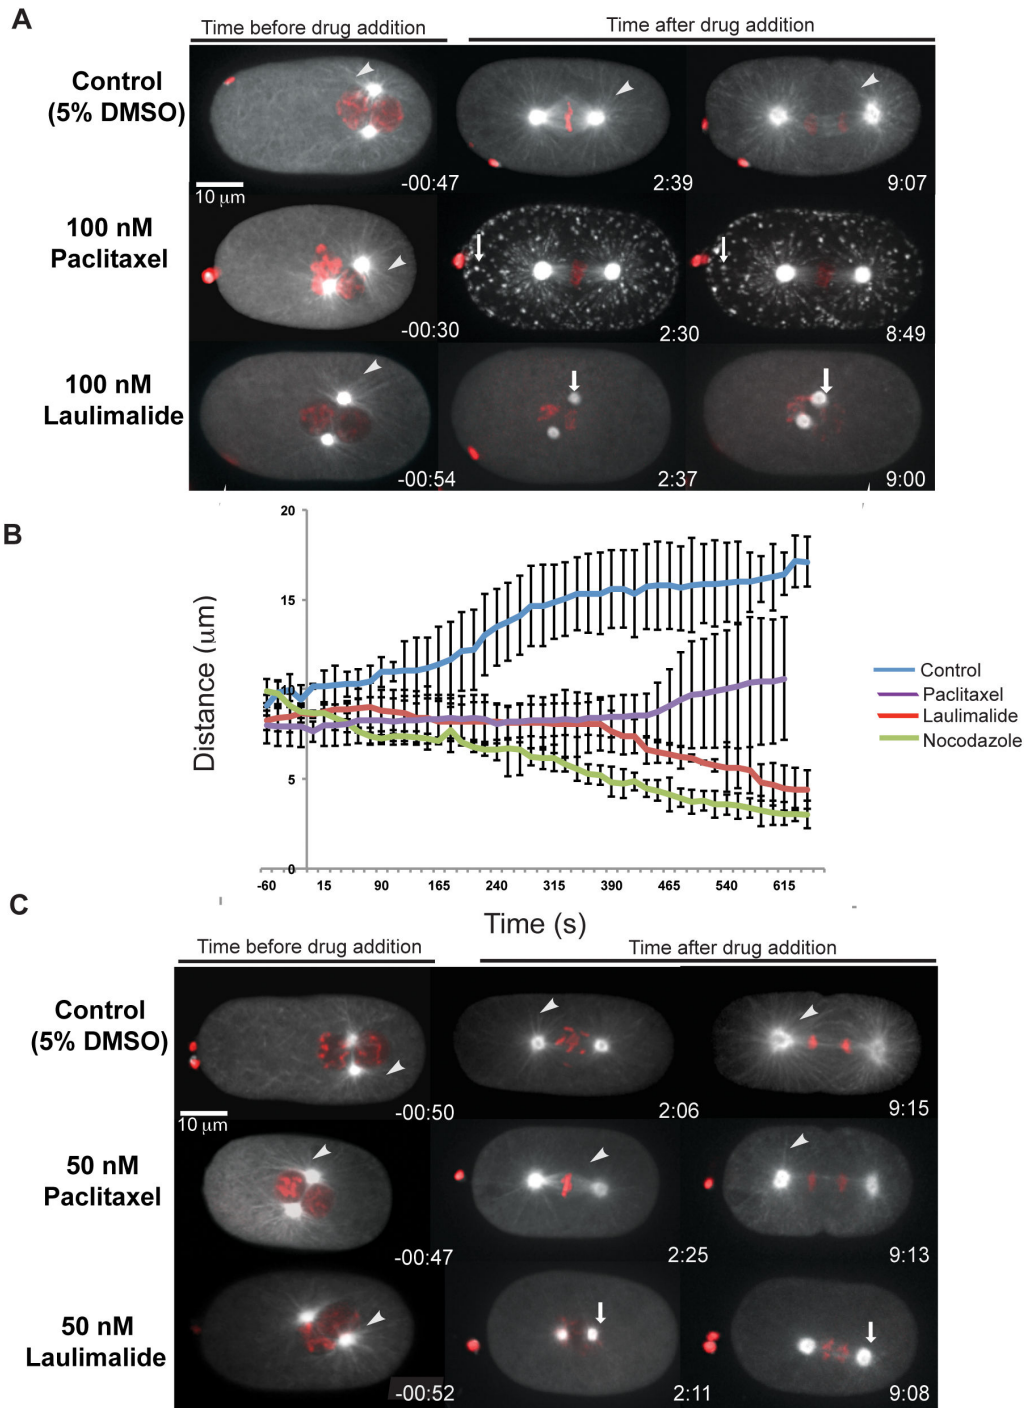 A
Time before drug addition
Time after drug addition
Control
(5% DMSO)
-00:47
2:39
9:07
10 μm
100 nM
Paclitaxel
-00:30
2:30
8:49
100 nM
Laulimalide
-00:54
2:37
9:00
B
20
15
10
5
0
Distance (μm)
-60
15
90
165
240
315
390
465
540
615
Time (s)
Control
Paclitaxel
Laulimalide
Nocodazole
C
Time before drug addition
Time after drug addition
Control
(5% DMSO)
-00:50
2:06
9:15
10 μm
50 nM
Paclitaxel
-00:47
2:25
9:13
50 nM
Laulimalide
-00:52
2:11
9:08